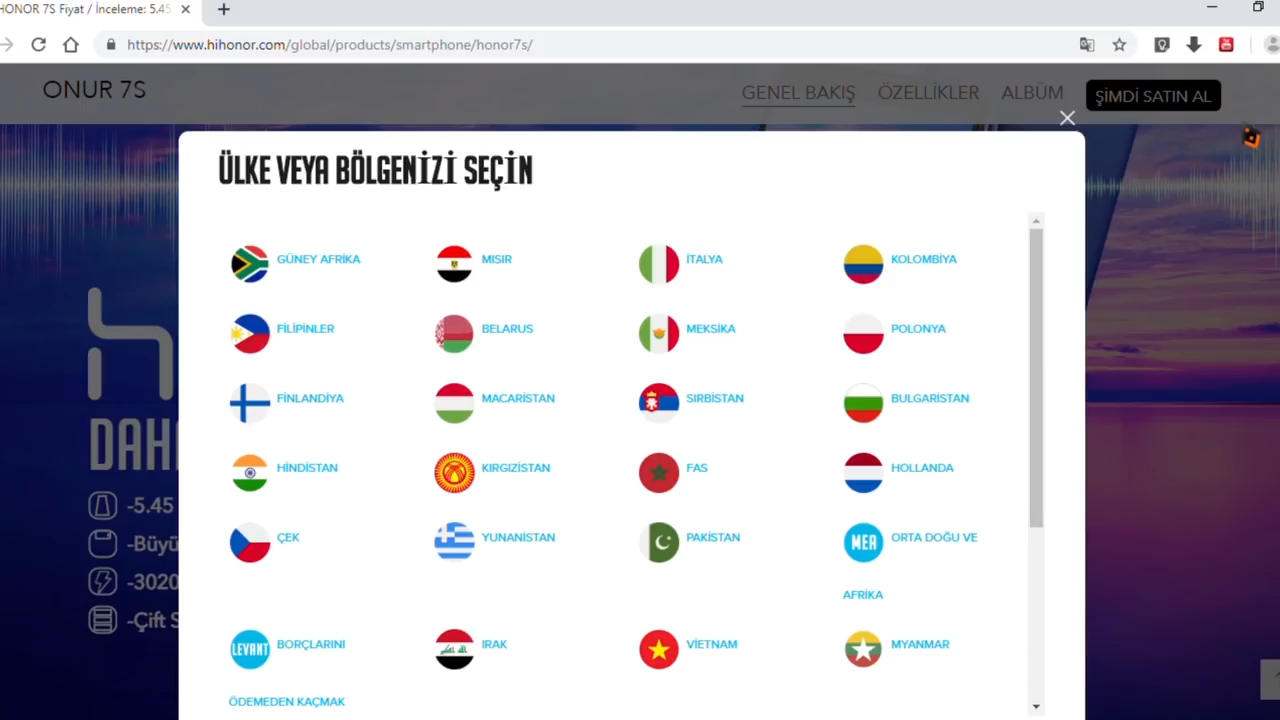 HONOR 7S Fiyat / İnceleme: 5.45
https://www.hihonor.com/global/products/smartphone/honor7s/
ONUR 7S
GENEL BAKIŞ
ÖZELLİKLER
ALBÜM
ŞİMDİ SATIN AL
ÜLKE VEYA BÖLGENİZİ SEÇİN
GÜNEY AFRİKA
MISIR
İTALYA
KOLOMBİYA
FİLİPİNLER
BELARUS
MEKSİKA
POLONYA
FİNLANDİYA
MACARİSTAN
SIRBİSTAN
BULGARİSTAN
HİNDİSTAN
KIRGIZİSTAN
FAS
HOLLANDA
ÇEK
YUNANİSTAN
PAKİSTAN
MEA
ORTA DOĞU VE
AFRİKA
LEVANT
BORÇLARINI
ÖDEMEDEN KAÇMAK
IRAK
VİETNAM
MYANMAR
DAHA
-5.45
-Büyü
-3020
-Çift S